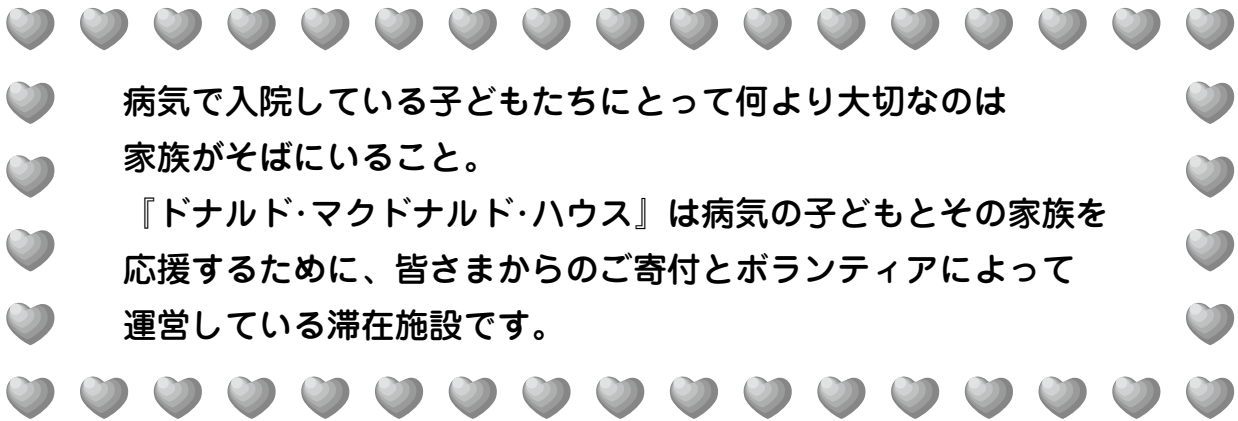 病気で入院している子どもたちにとって何より大切なのは
家族がそばにいること。
『ドナルド・マクドナルド・ハウス』は病気の子どもとその家族を
応援するために、皆さまからのご寄付とボランティアによって
運営している滞在施設です。